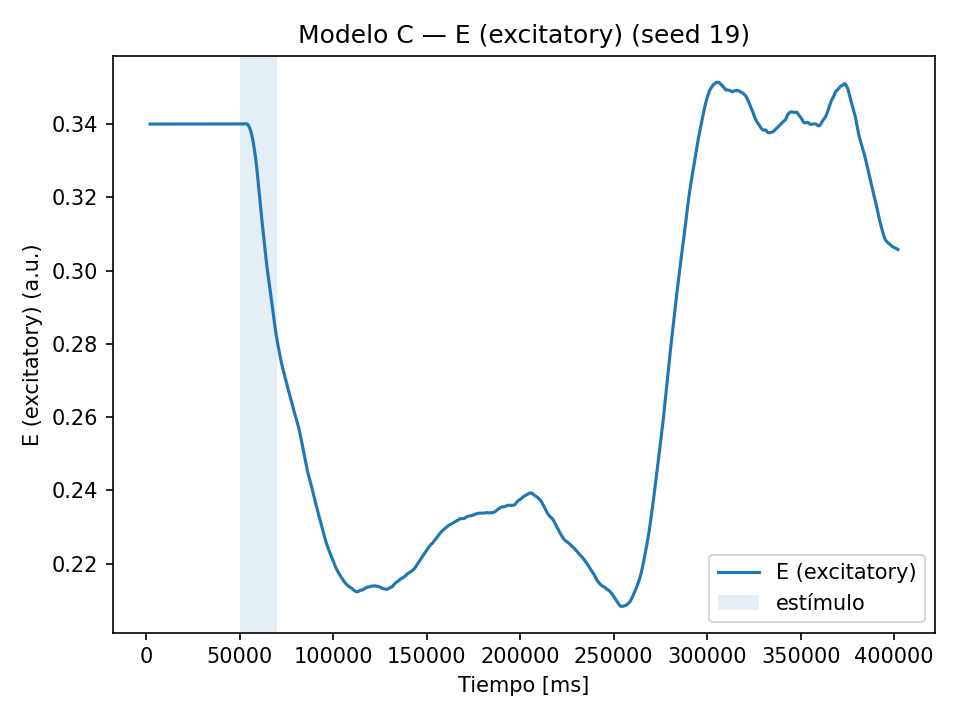 Modelo C — E (excitatory) (seed 19)
E (excitatory) (a.u.)
0.34
0.32
0.30
0.28
0.26
0.24
0.22
E (excitatory)
estímulo
0 50000 100000 150000 200000 250000 300000 350000 400000
Tiempo [ms]